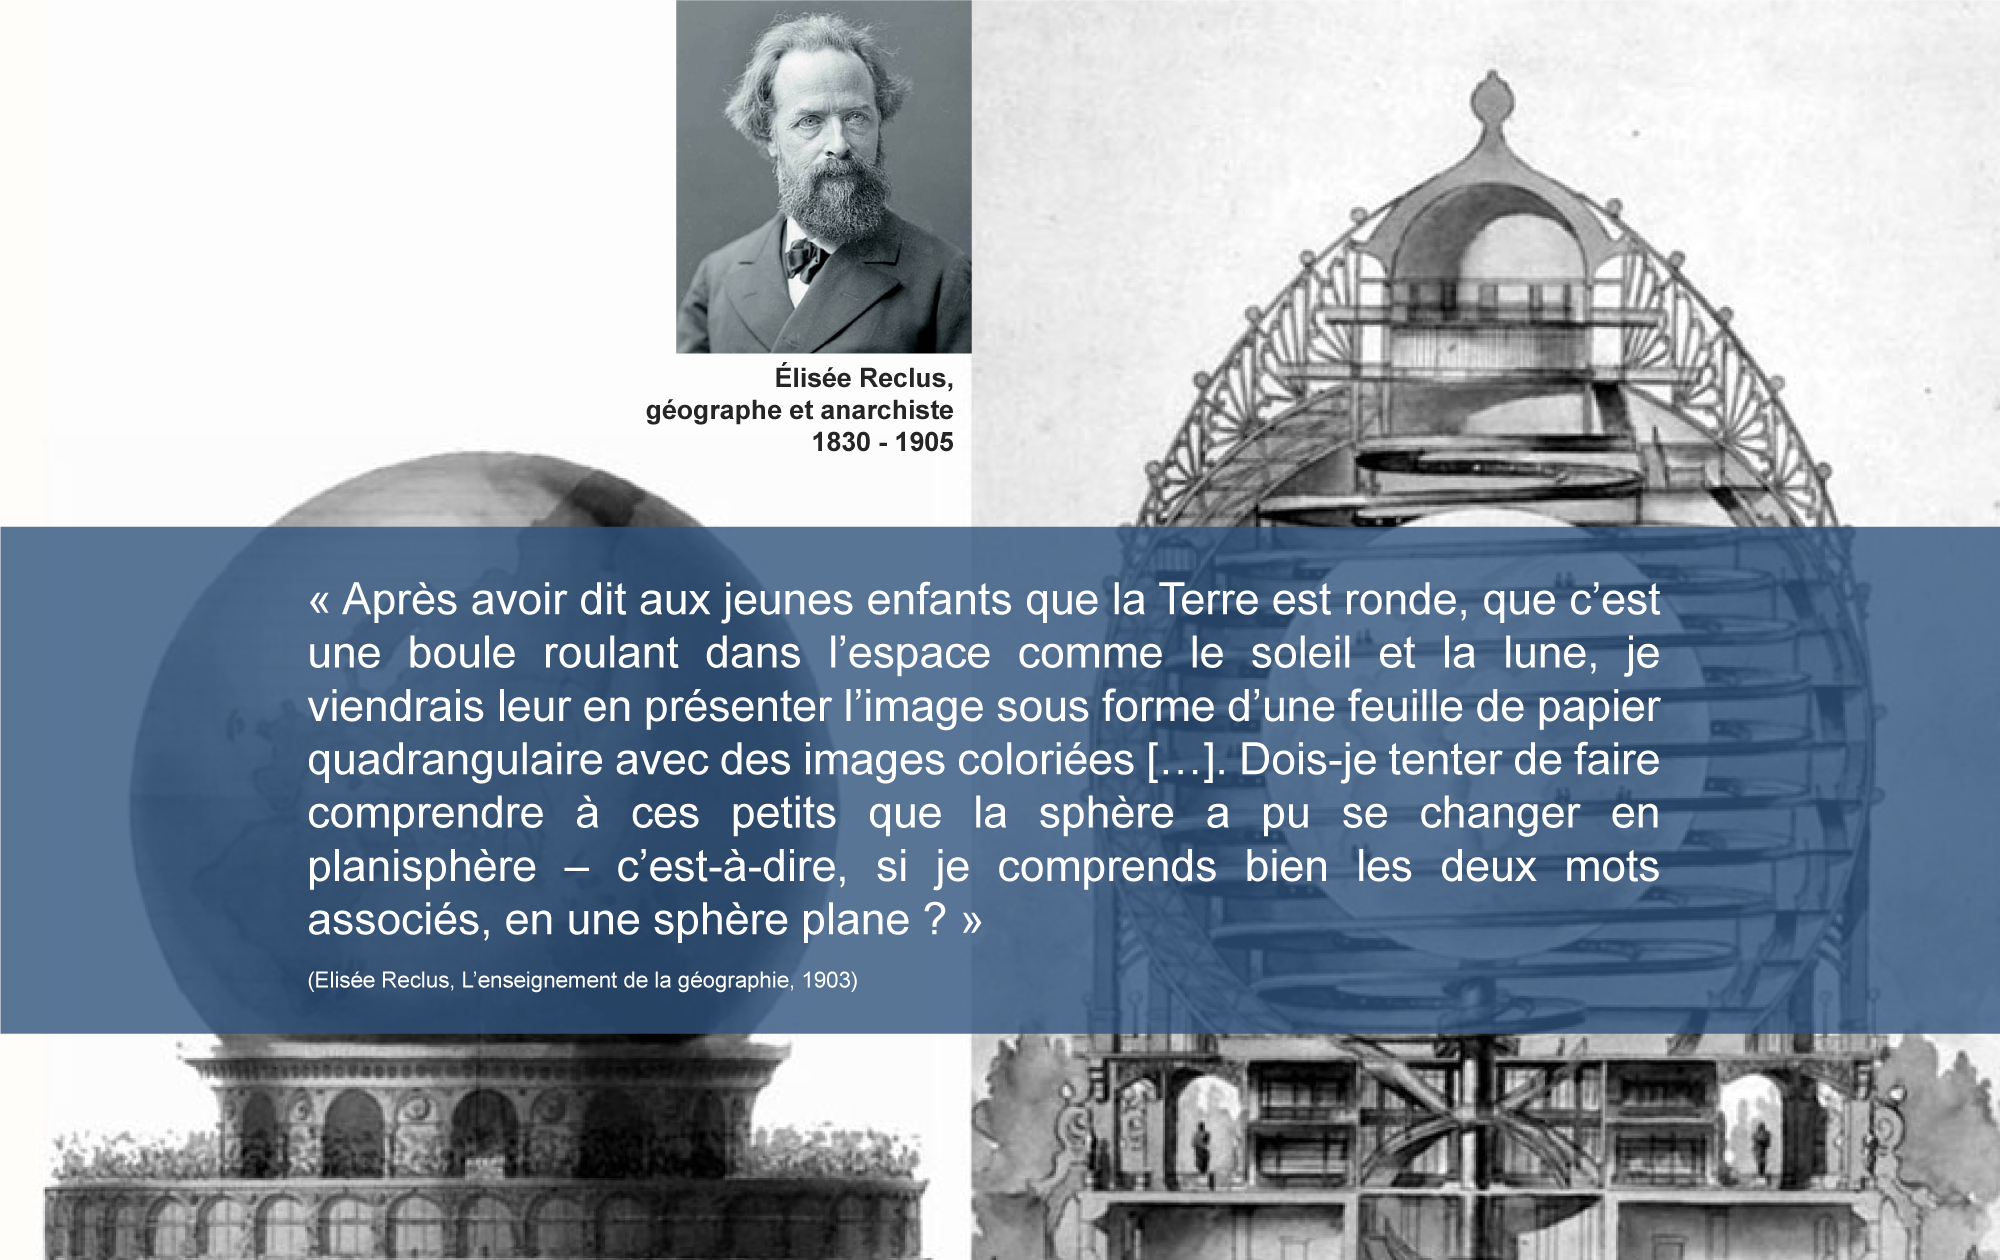 Élisée Reclus,
géographe et anarchiste
1830 - 1905
« Après avoir dit aux jeunes enfants que la Terre est ronde, que c’est
une boule roulant dans l’espace comme le soleil et la lune, je
viendrais leur en présenter l’image sous forme d’une feuille de papier
quadrangulaire avec des images coloriées […]. Dois-je tenter de faire
comprendre à ces petits que la sphère a pu se changer en
planisphère – c’est-à-dire, si je comprends bien les deux mots
associés, en une sphère plane ? »
(Elisée Reclus, L’enseignement de la géographie, 1903)